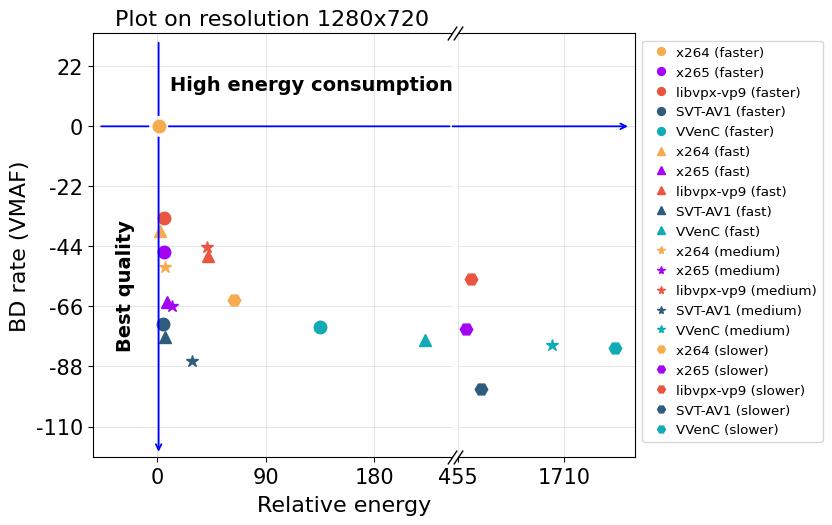 Plot on resolution 1280x720
High energy consumption
Best quality
BD rate (VMAF)
22
0
-22
-44
-66
-88
-110
0 90 180 455 1710
Relative energy
x264 (faster)
x265 (faster)
libvpx-vp9 (faster)
SVT-AV1 (faster)
VVenC (faster)
x264 (fast)
x265 (fast)
libvpx-vp9 (fast)
SVT-AV1 (fast)
VVenC (fast)
x264 (medium)
x265 (medium)
libvpx-vp9 (medium)
SVT-AV1 (medium)
VVenC (medium)
x264 (slower)
x265 (slower)
libvpx-vp9 (slower)
SVT-AV1 (slower)
VVenC (slower)